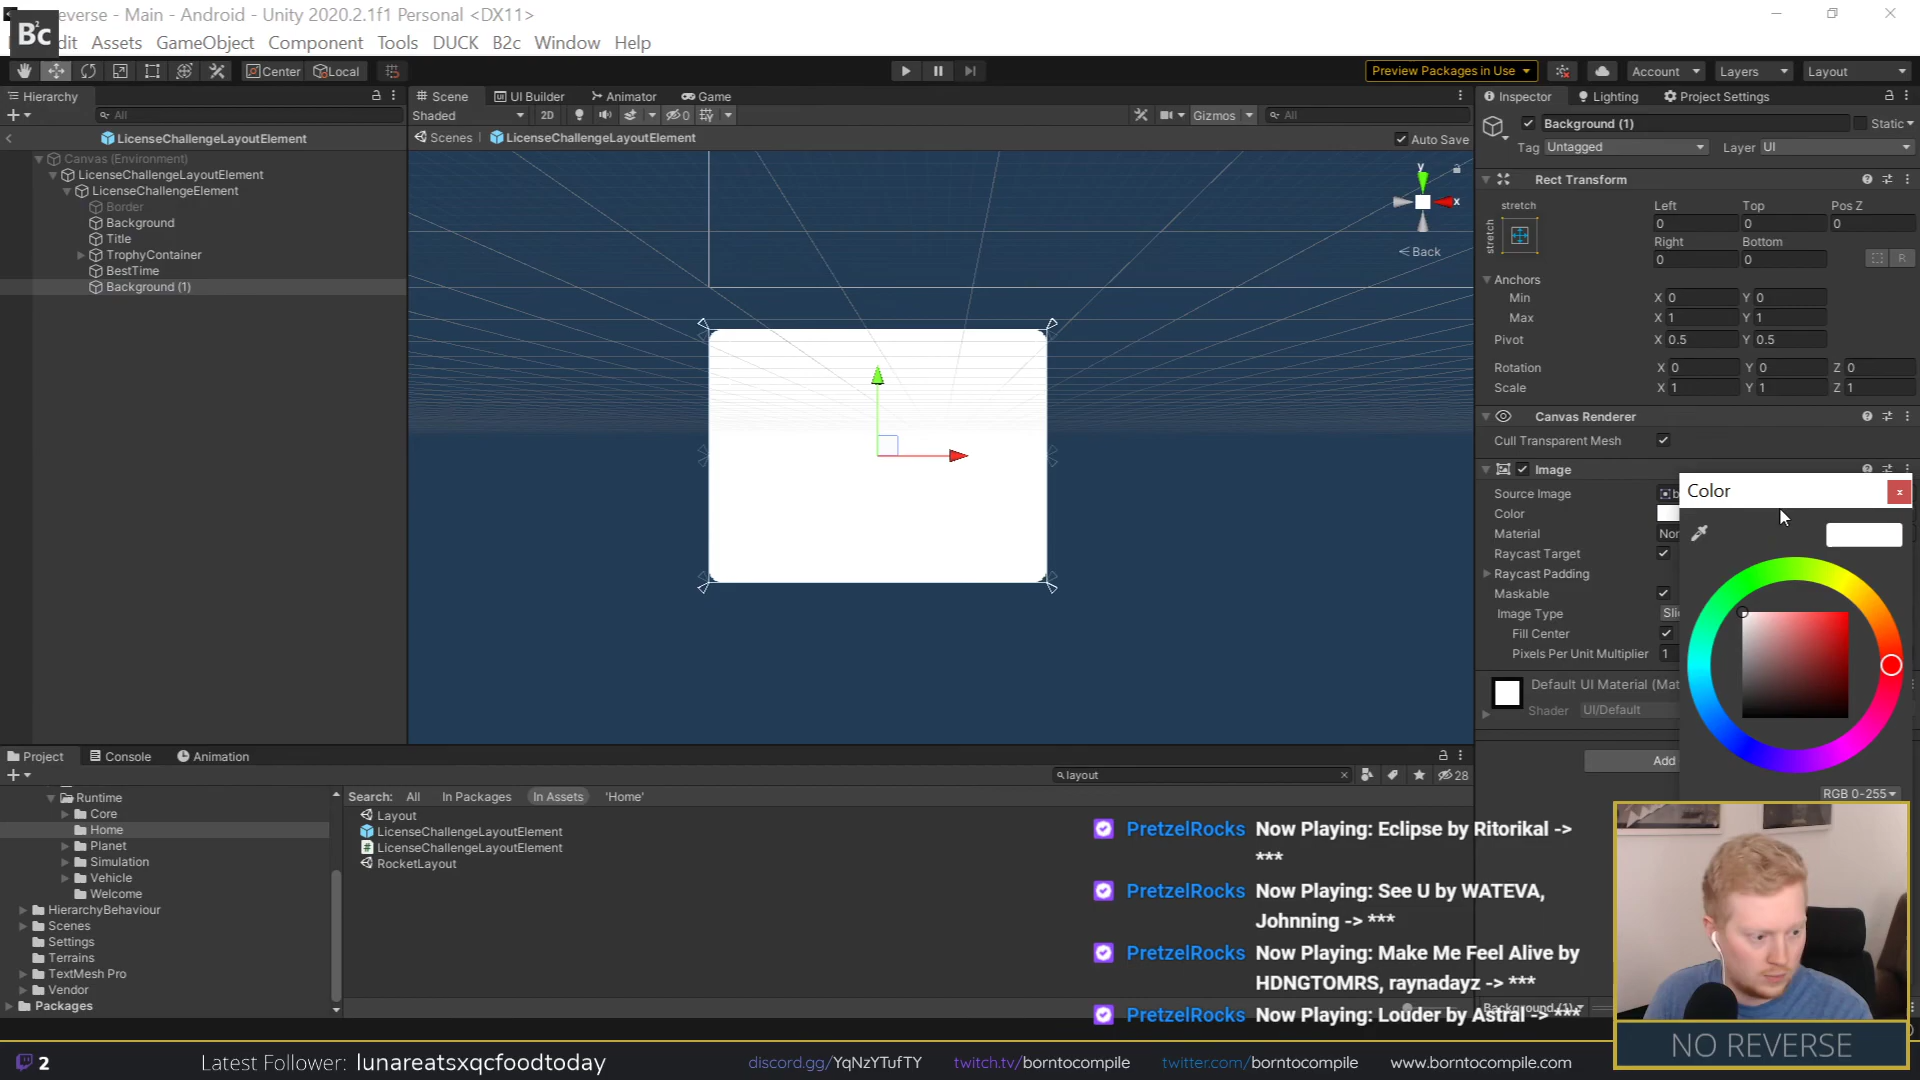 everse - Main - Android - Unity 2020.2.1f1 Personal <DX11>
B2c
dit Assets GameObject Component Tools DUCK B2c Window Help
Center Local
Preview Packages in Use
Account Layers Layout
Hierarchy
All
LicenseChallengeLayoutElement
Canvas (Environment)
LicenseChallengeLayoutElement
LicenseChallengeElement
Border
Background
Title
TrophyContainer
BestTime
Background (1)
Scene UI Builder Animator Game
Shaded 2D 0 Gizmos All
Scenes LicenseChallengeLayoutElement Auto Save
y
x
< Back
Inspector Lighting Project Settings
Background (1) Static
Tag Untagged Layer UI
Rect Transform
stretch Left Top Pos Z
stretch 0 0 0
Right Bottom
0 0 R
Anchors
Min X 0 Y 0
Max X 1 Y 1
Pivot X 0.5 Y 0.5
Rotation X 0 Y 0 Z 0
Scale X 1 Y 1 Z 1
Canvas Renderer
Cull Transparent Mesh
Image
Source Image
Color
Material Nor
Raycast Target
Raycast Padding
Maskable
Image Type Sli
Fill Center
Pixels Per Unit Multiplier 1
Default UI Material (Mat
Shader UI/Default
Add
Color
x
RGB 0-255
Project Console Animation
layout
28
Runtime
Core
Home
Planet
Simulation
Vehicle
Welcome
HierarchyBehaviour
Scenes
Settings
Terrains
TextMesh Pro
Vendor
Packages
Search: All In Packages In Assets 'Home'
Layout
LicenseChallengeLayoutElement
LicenseChallengeLayoutElement
RocketLayout
PretzelRocks Now Playing: Eclipse by Ritorikal ->
***
PretzelRocks Now Playing: See U by WATEVA,
Johnning -> ***
PretzelRocks Now Playing: Make Me Feel Alive by
HDNGTOMRS, raynadayz -> ***
PretzelRocks Now Playing: Louder by Astral -> ***
Background (1)
NO REVERSE
2
Latest Follower: lunareatsxqcfoodtoday
discord.gg/YqNzYTufTY
twitch.tv/borntocompile
twitter.com/borntocompile
www.borntocompile.com